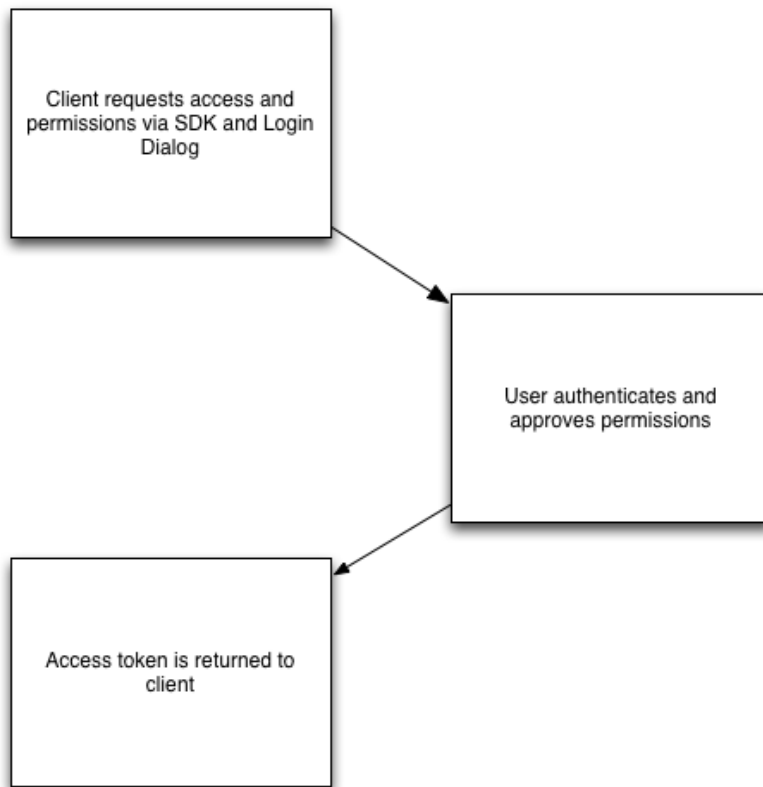 Client requests access and
permissions via SDK and Login
Dialog
User authenticates and
approves permissions
Access token is returned to
client